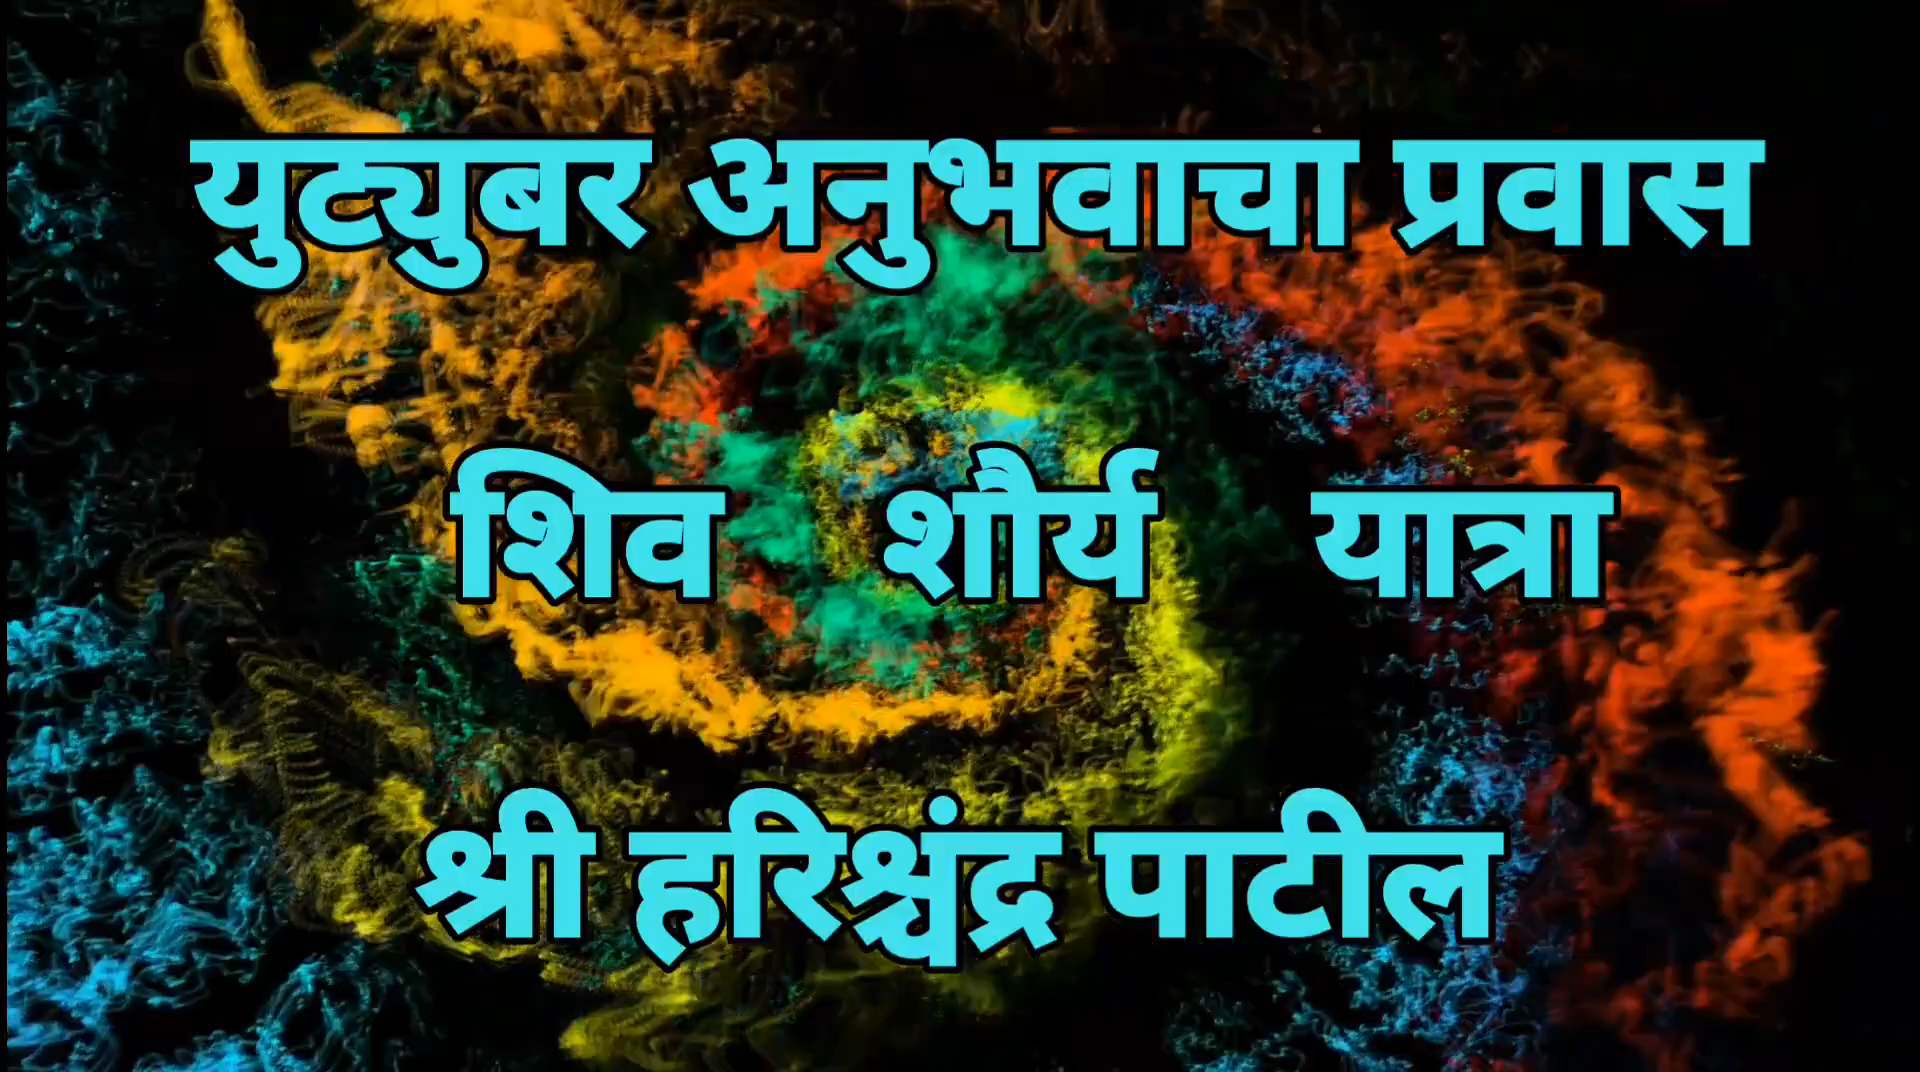 युट्युबर अनुभवाचा प्रवास
शिव शौर्य यात्रा
श्री हरिश्चंद्र पाटील